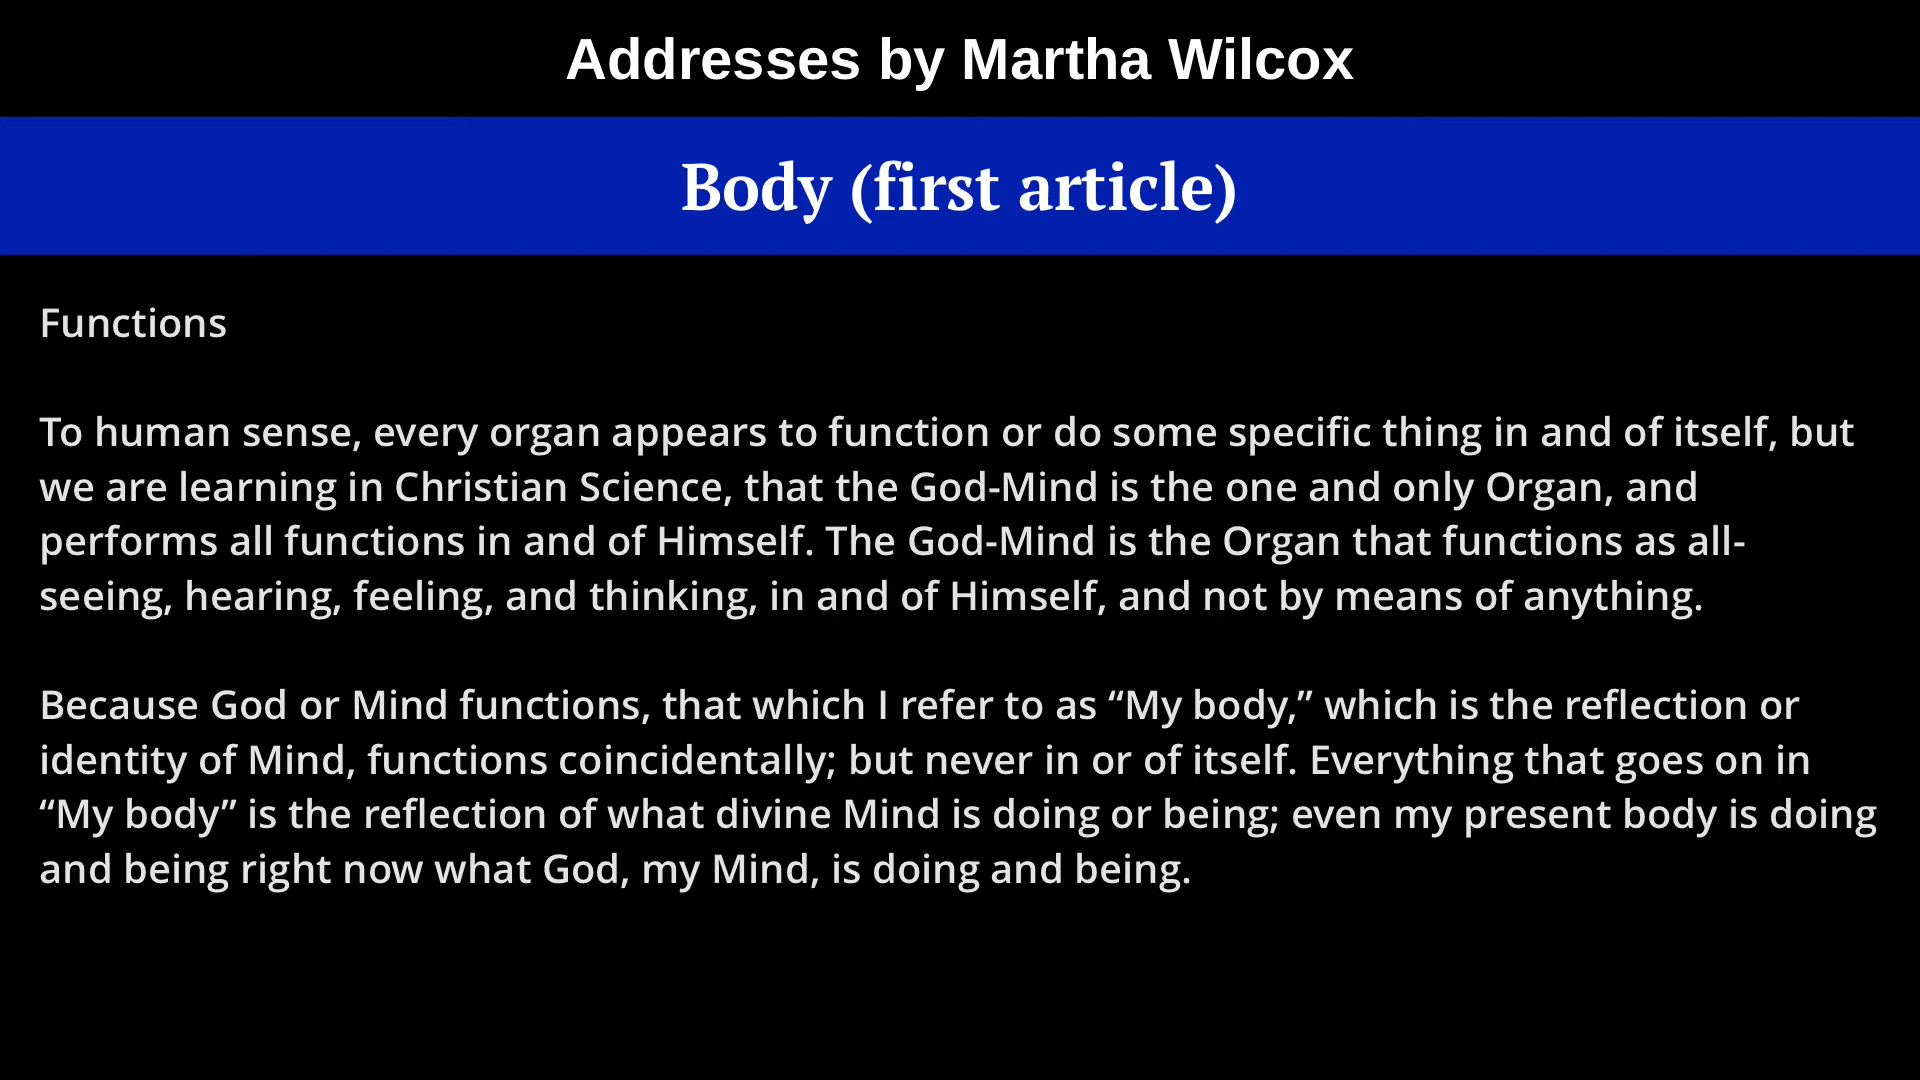 Addresses by Martha Wilcox
Body (first article)
Functions
To human sense, every organ appears to function or do some specific thing in and of itself, but
we are learning in Christian Science, that the God-Mind is the one and only Organ, and
performs all functions in and of Himself. The God-Mind is the Organ that functions as all-
seeing, hearing, feeling, and thinking, in and of Himself, and not by means of anything.
Because God or Mind functions, that which I refer to as “My body,” which is the reflection or
identity of Mind, functions coincidentally; but never in or of itself. Everything that goes on in
“My body” is the reflection of what divine Mind is doing or being; even my present body is doing
and being right now what God, my Mind, is doing and being.